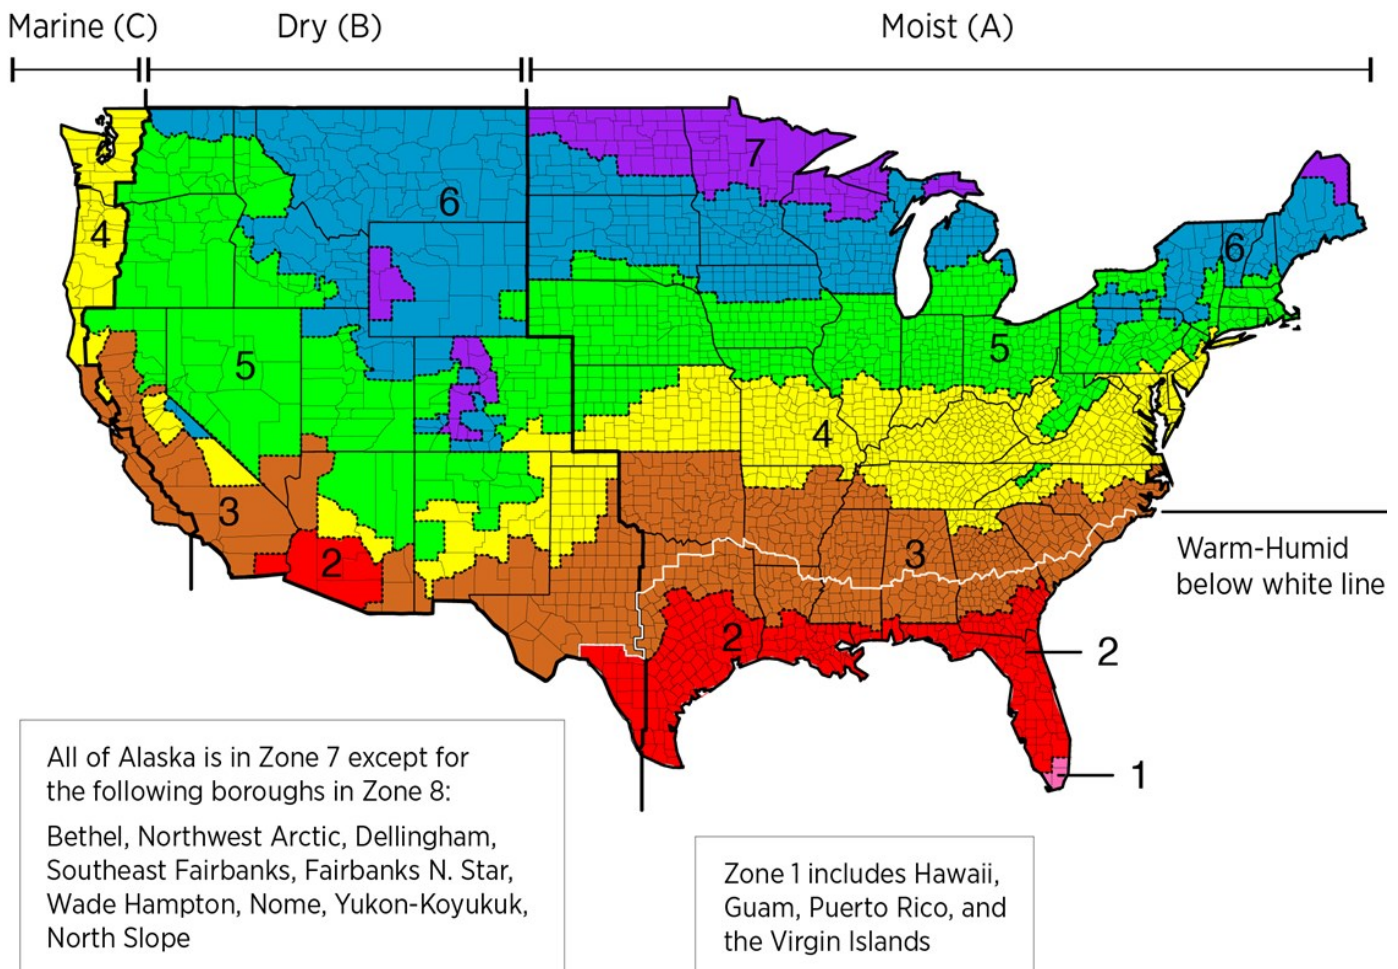 Marine (C)
Dry (B)
Moist (A)
7
6
4
6
5
5
4
3
3
2
2
Warm-Humid
below white line
2
1
All of Alaska is in Zone 7 except for
the following boroughs in Zone 8:
Bethel, Northwest Arctic, Dellingham,
Southeast Fairbanks, Fairbanks N. Star,
Wade Hampton, Nome, Yukon-Koyukuk,
North Slope
Zone 1 includes Hawaii,
Guam, Puerto Rico, and
the Virgin Islands